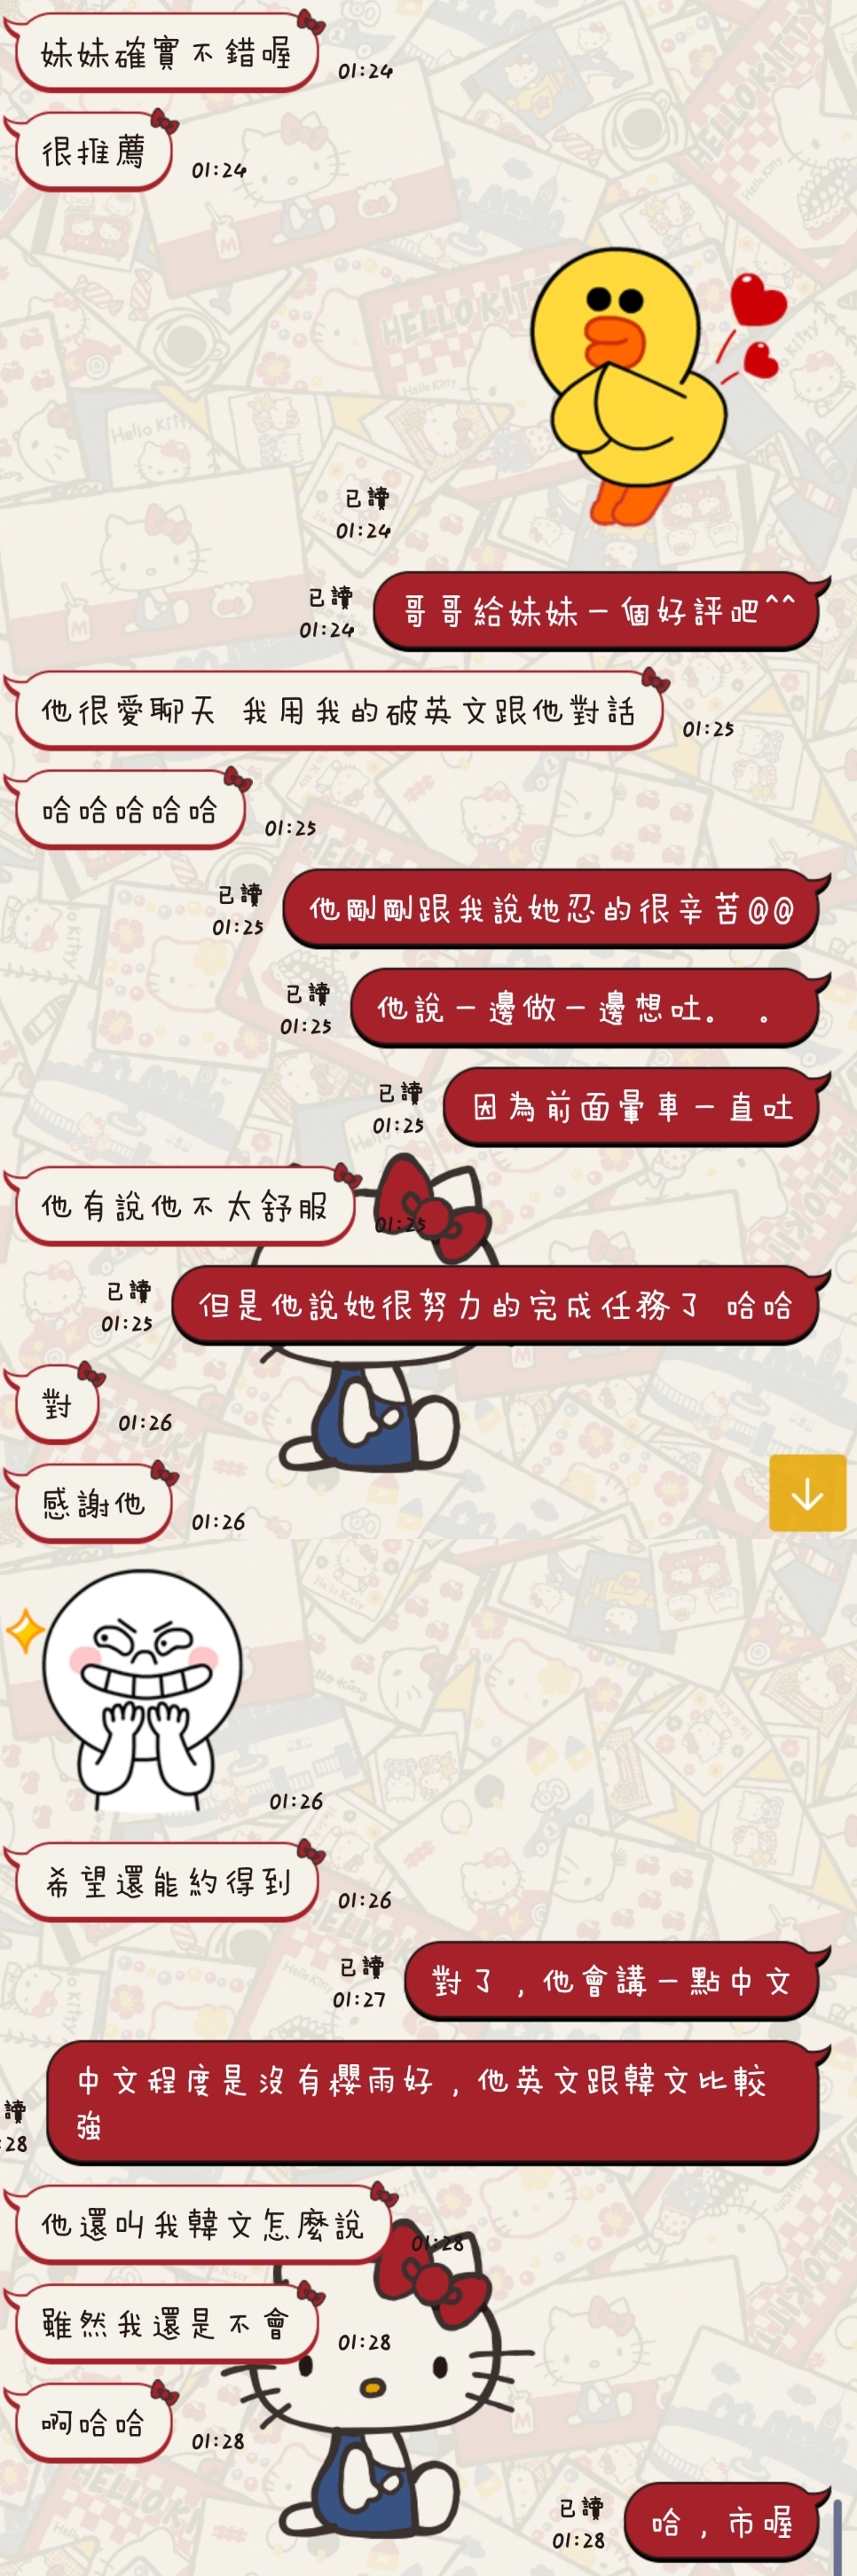 妹妹確實不錯喔
01:24
很推薦
01:24
已讀
01:24
哥哥給妹妹一個好評吧^^
已讀
01:24
他很愛聊天 我用我的破英文跟他對話
01:25
哈哈哈哈哈
01:25
他剛剛跟我說她忍的很辛苦@@
已讀
01:25
他說一邊做一邊想吐。 。
已讀
01:25
因為前面暈車一直吐
已讀
01:25
他有說他不太舒服
01:25
但是他說她很努力的完成任務了 哈哈
已讀
01:25
對
01:26
感謝他
01:26
01:26
希望還能約得到
01:26
對了，他會講一點中文
已讀
01:27
中文程度是沒有櫻雨好，他英文跟韓文比較
強
讀
:28
他還叫我韓文怎麼說
01:28
雖然我還是不會
01:28
啊哈哈
01:28
哈，市喔
已讀
01:28
HELLO KITTY
Hello Kitty